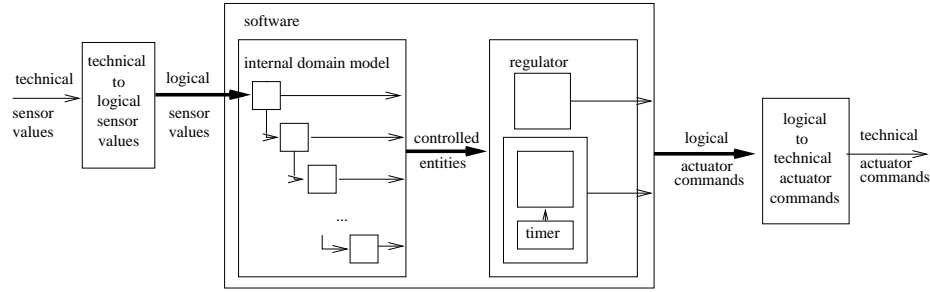 software
technical
sensor
values
technical
to
logical
sensor
values
logical
sensor
values
internal domain model
...
controlled
entities
regulator
timer
logical
actuator
commands
logical
to
technical
actuator
commands
technical
actuator
commands